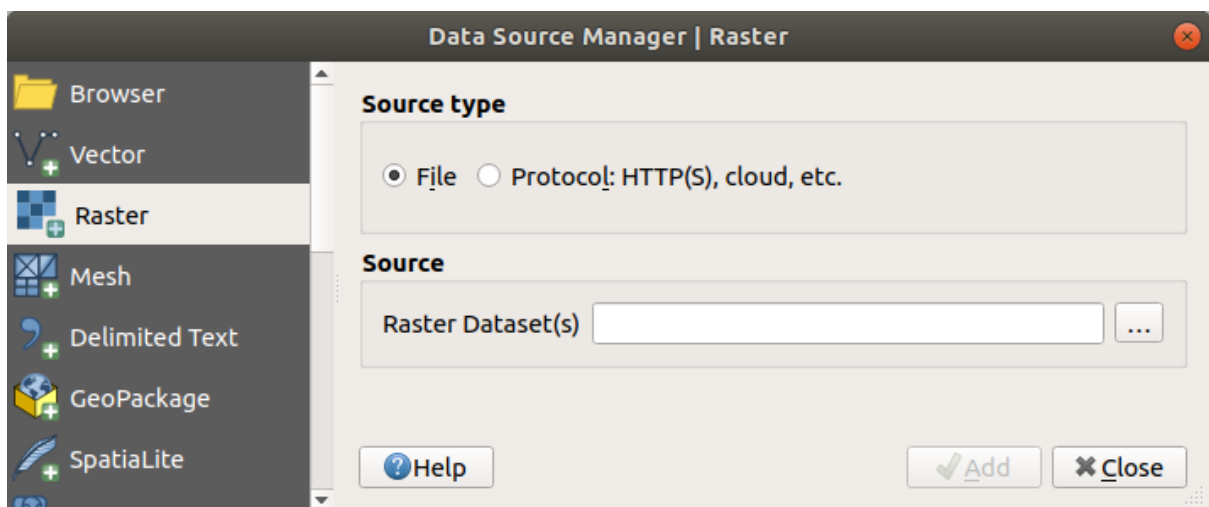 Data Source Manager | Raster
Browser
Vector
Raster
Mesh
Delimited Text
GeoPackage
SpatiaLite
Source type
File
Protocol: HTTP(S), cloud, etc.
Source
Raster Dataset(s)
...
Help
Add
Close